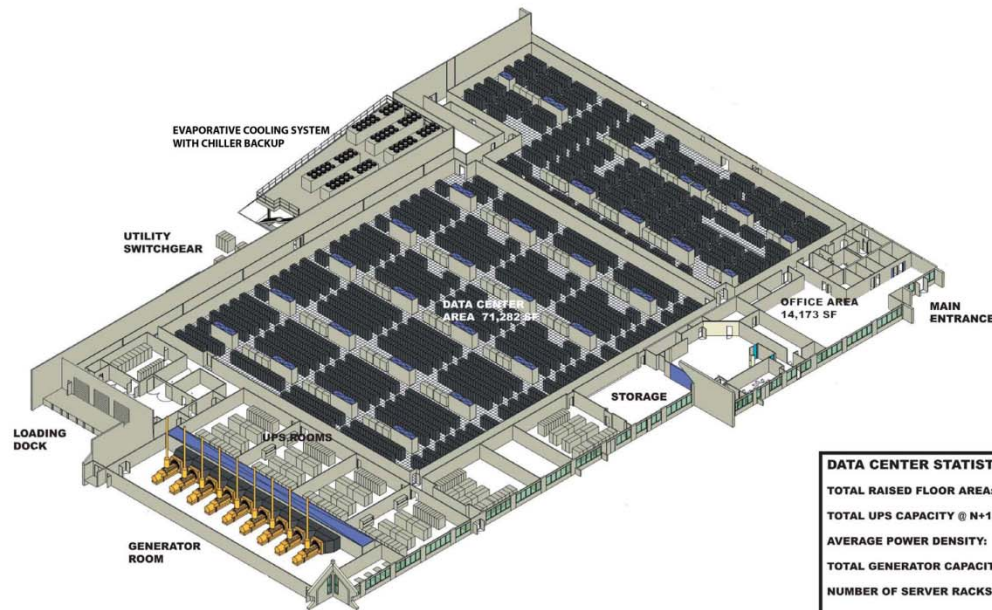 EVAPORATIVE COOLING SYSTEM
WITH CHILLER BACKUP
UTILITY
SWITCHGEAR
DATA CENTER
AREA 71,282 SF
OFFICE AREA
14,173 SF
MAIN
ENTRANCE
STORAGE
LOADING
DOCK
UPS ROOMS
GENERATOR
ROOM
DATA CENTER STATIST
TOTAL RAISED FLOOR AREA:
TOTAL UPS CAPACITY @ N+1
AVERAGE POWER DENSITY:
TOTAL GENERATOR CAPACIT
NUMBER OF SERVER RACKS